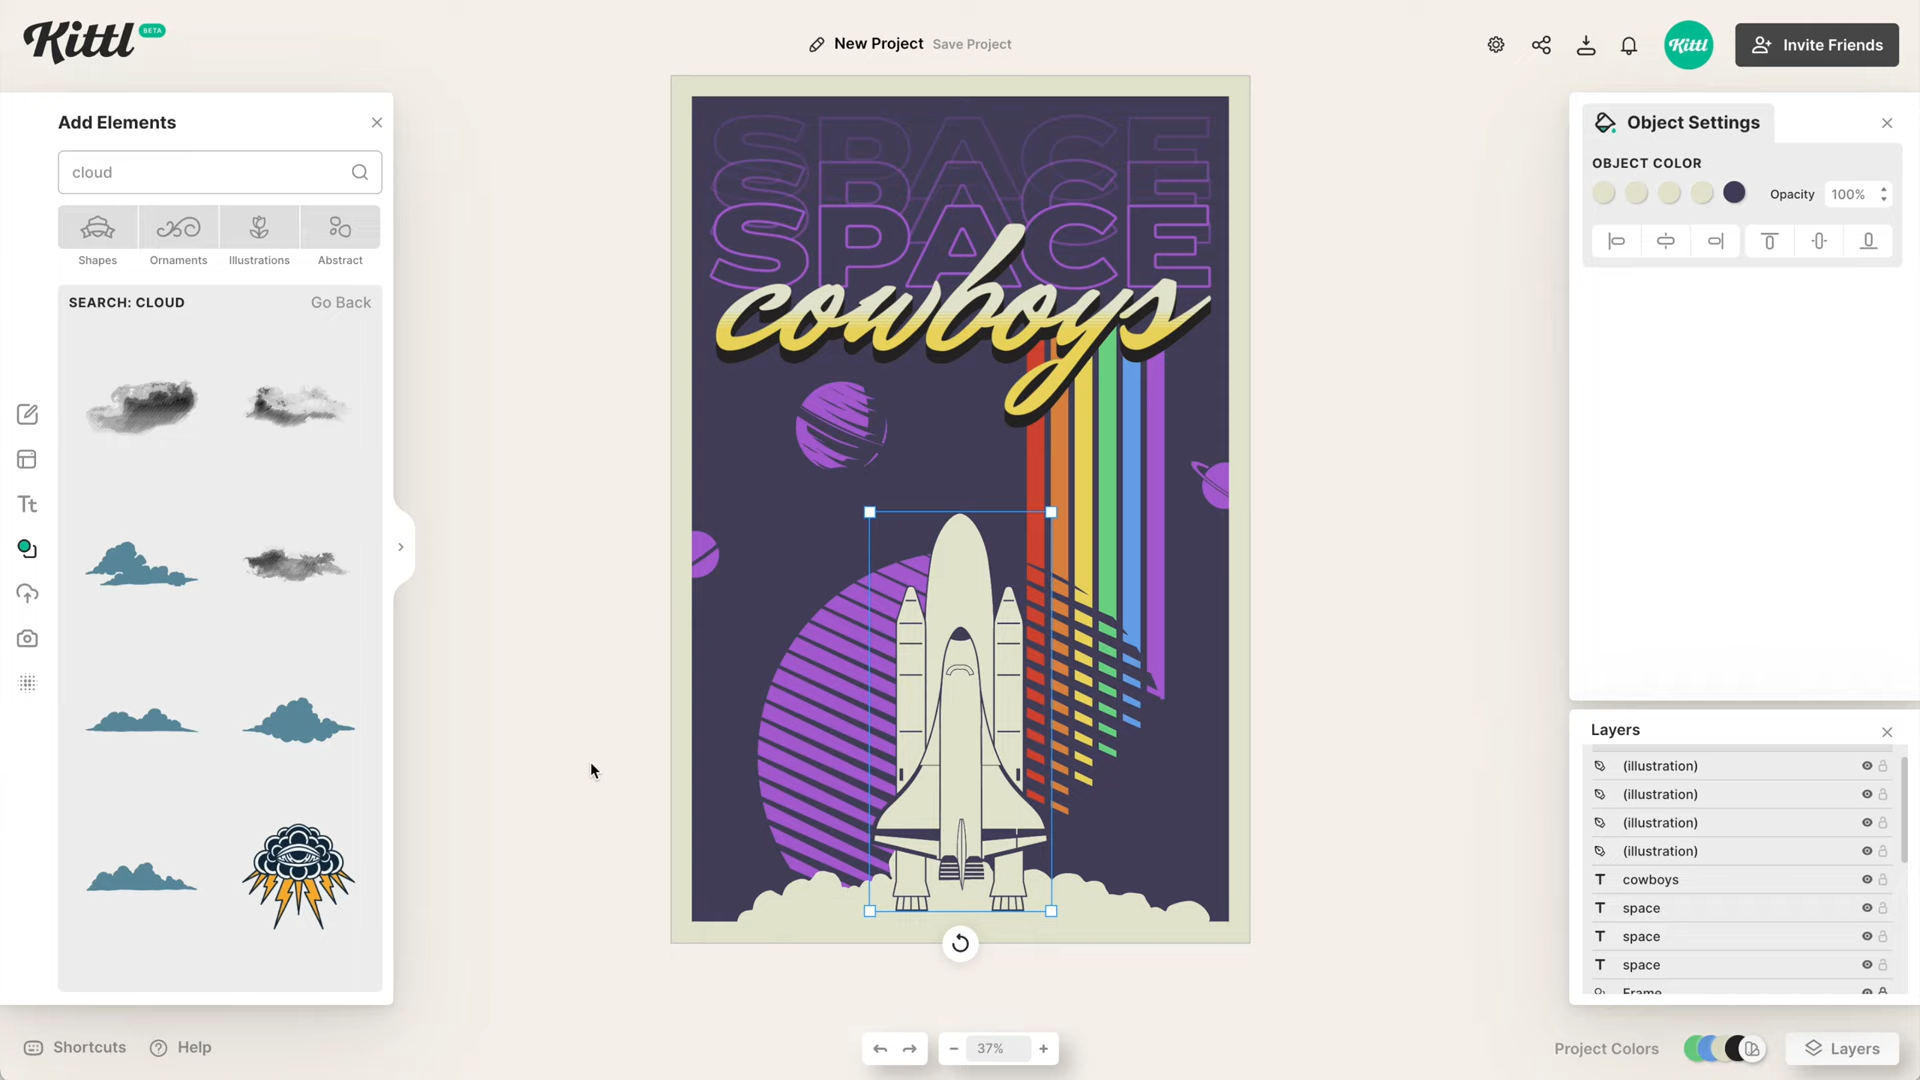 Kittl BETA
New Project Save Project
Kittl
Invite Friends
Add Elements
cloud
Shapes Ornaments Illustrations Abstract
SEARCH: CLOUD Go Back
Tt
SPACE
SPACE
SPACE
cowboys
Object Settings
OBJECT COLOR
Opacity 100%
Layers
(illustration)
(illustration)
(illustration)
(illustration)
T cowboys
T space
T space
T space
Frame
Shortcuts Help
37%
Project Colors
Layers